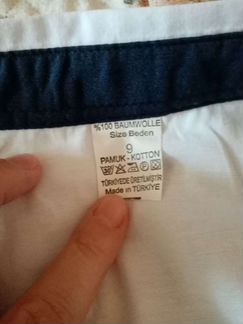 %100 BAUMWOLLE
Size Beden
9
PAMUK - KOTTON
TÜRKİYEDE ÜRETİLMİŞTİR
Made in TÜRKİYE